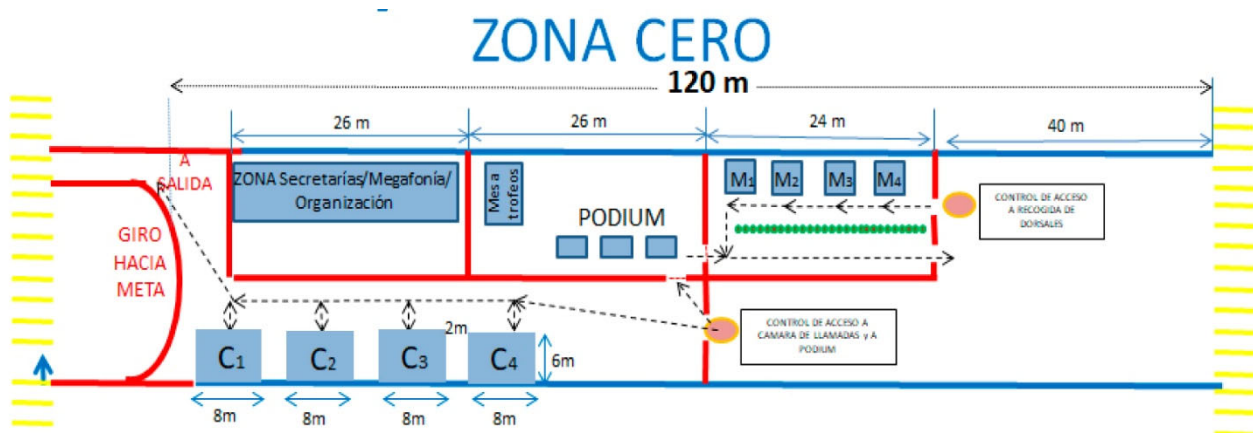 ZONA CERO
120 m
26 m
26 m
24 m
40 m
A
SALIDA
ZONA Secretarías/Megafonía/
Organización
Mes a
trofeos
PODIUM
M1
M2
M3
M4
CONTROL DE ACCESO
A RECOGIDA DE
DORSALES
GIRO
HACIA
META
2m
C1
C2
C3
C4
6m
CONTROL DE ACCESO A
CAMARA DE LLAMADAS y A
PODIUM
8m
8m
8m
8m